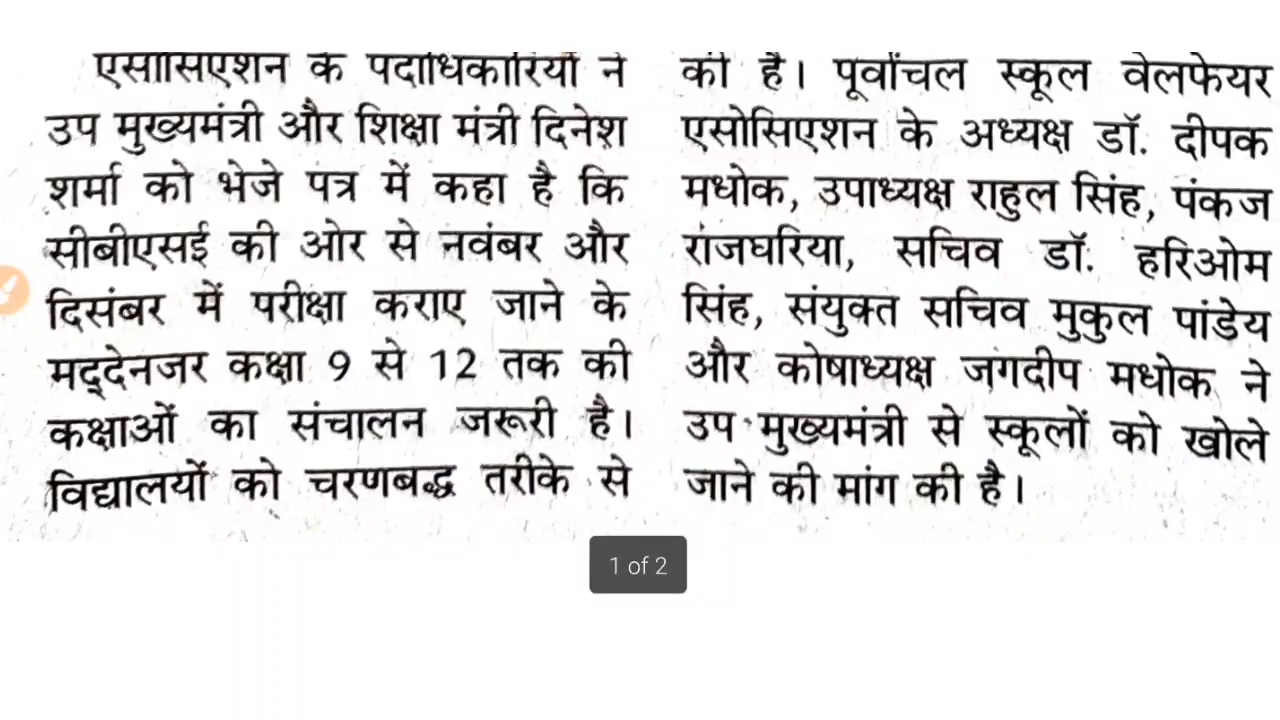 एसोसिएशन के पदाधिकारियों ने
उप मुख्यमंत्री और शिक्षा मंत्री दिनेश
शर्मा को भेजे पत्र में कहा है कि
सीबीएसई की ओर से नवंबर और
दिसंबर में परीक्षा कराए जाने के
मद्देनजर कक्षा 9 से 12 तक की
कक्षाओं का संचालन जरूरी है।
विद्यालयों को चरणबद्ध तरीके से
की है। पूर्वांचल स्कूल वेलफेयर
एसोसिएशन के अध्यक्ष डॉ. दीपक
मधोक, उपाध्यक्ष राहुल सिंह, पंकज
राजघरिया, सचिव डॉ. हरिओम
सिंह, संयुक्त सचिव मुकुल पांडेय
और कोषाध्यक्ष जगदीप मधोक ने
उप मुख्यमंत्री से स्कूलों को खोले
जाने की मांग की है।
1 of 2